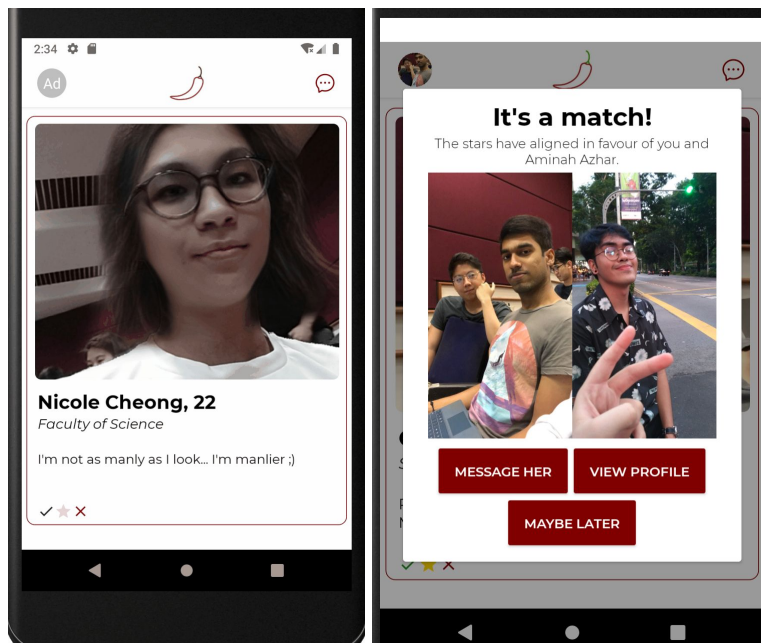 2:34
Ad
Nicole Cheong, 22
Faculty of Science
I'm not as manly as I look... I'm manlier ;)
It's a match!
The stars have aligned in favour of you and
Aminah Azhar.
MESSAGE HER
VIEW PROFILE
MAYBE LATER